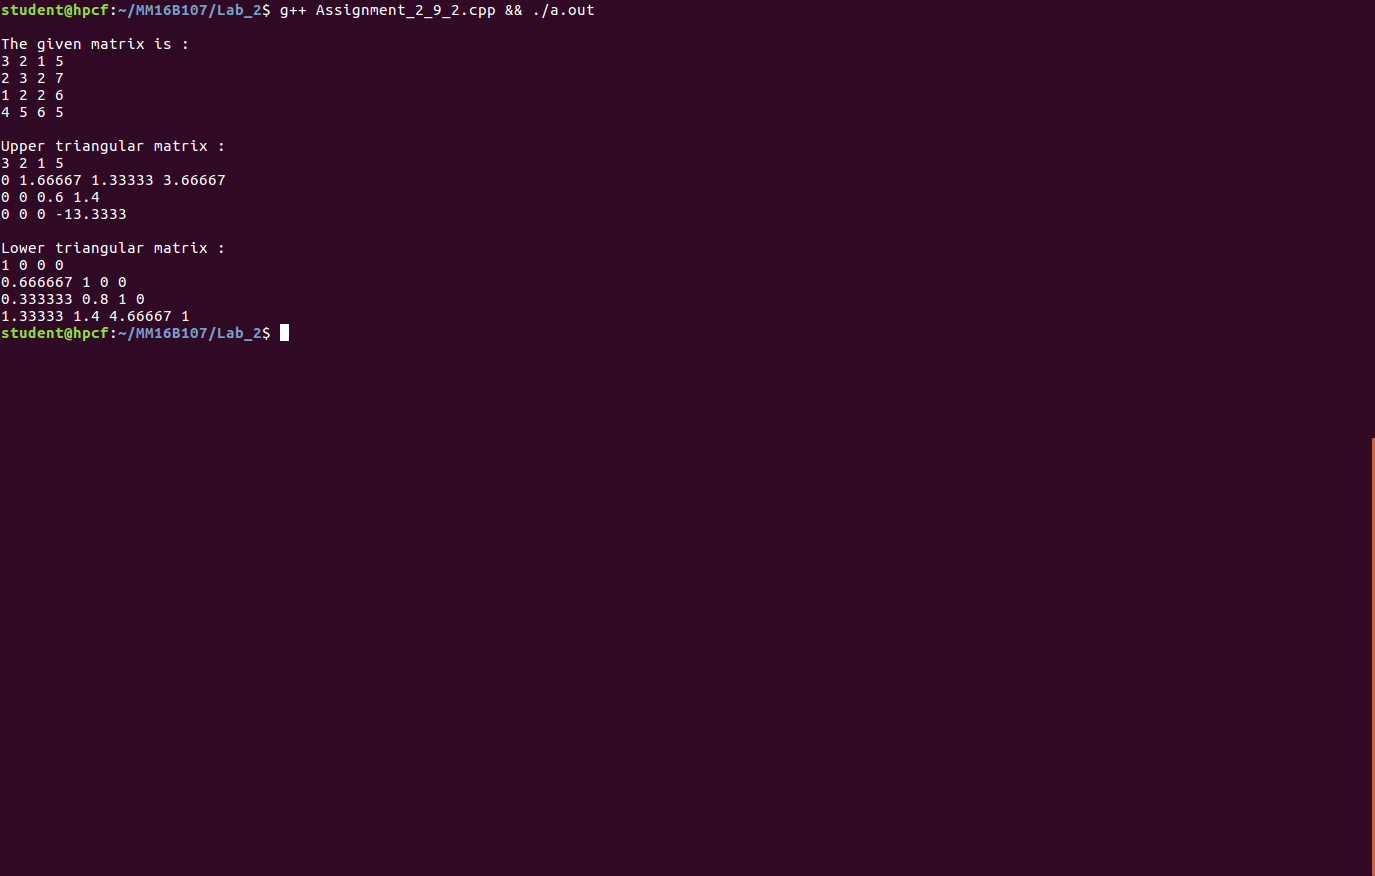 student@hpcf:~/MM16B107/Lab_2$ g++ Assignment_2_9_2.cpp && ./a.out
The given matrix is :
3 2 1 5
2 3 2 7
1 2 2 6
4 5 6 5
Upper triangular matrix :
3 2 1 5
0 1.66667 1.33333 3.66667
0 0 0.6 1.4
0 0 0 -13.3333
Lower triangular matrix :
1 0 0 0
0.666667 1 0 0
0.333333 0.8 1 0
1.33333 1.4 4.66667 1
student@hpcf:~/MM16B107/Lab_2$